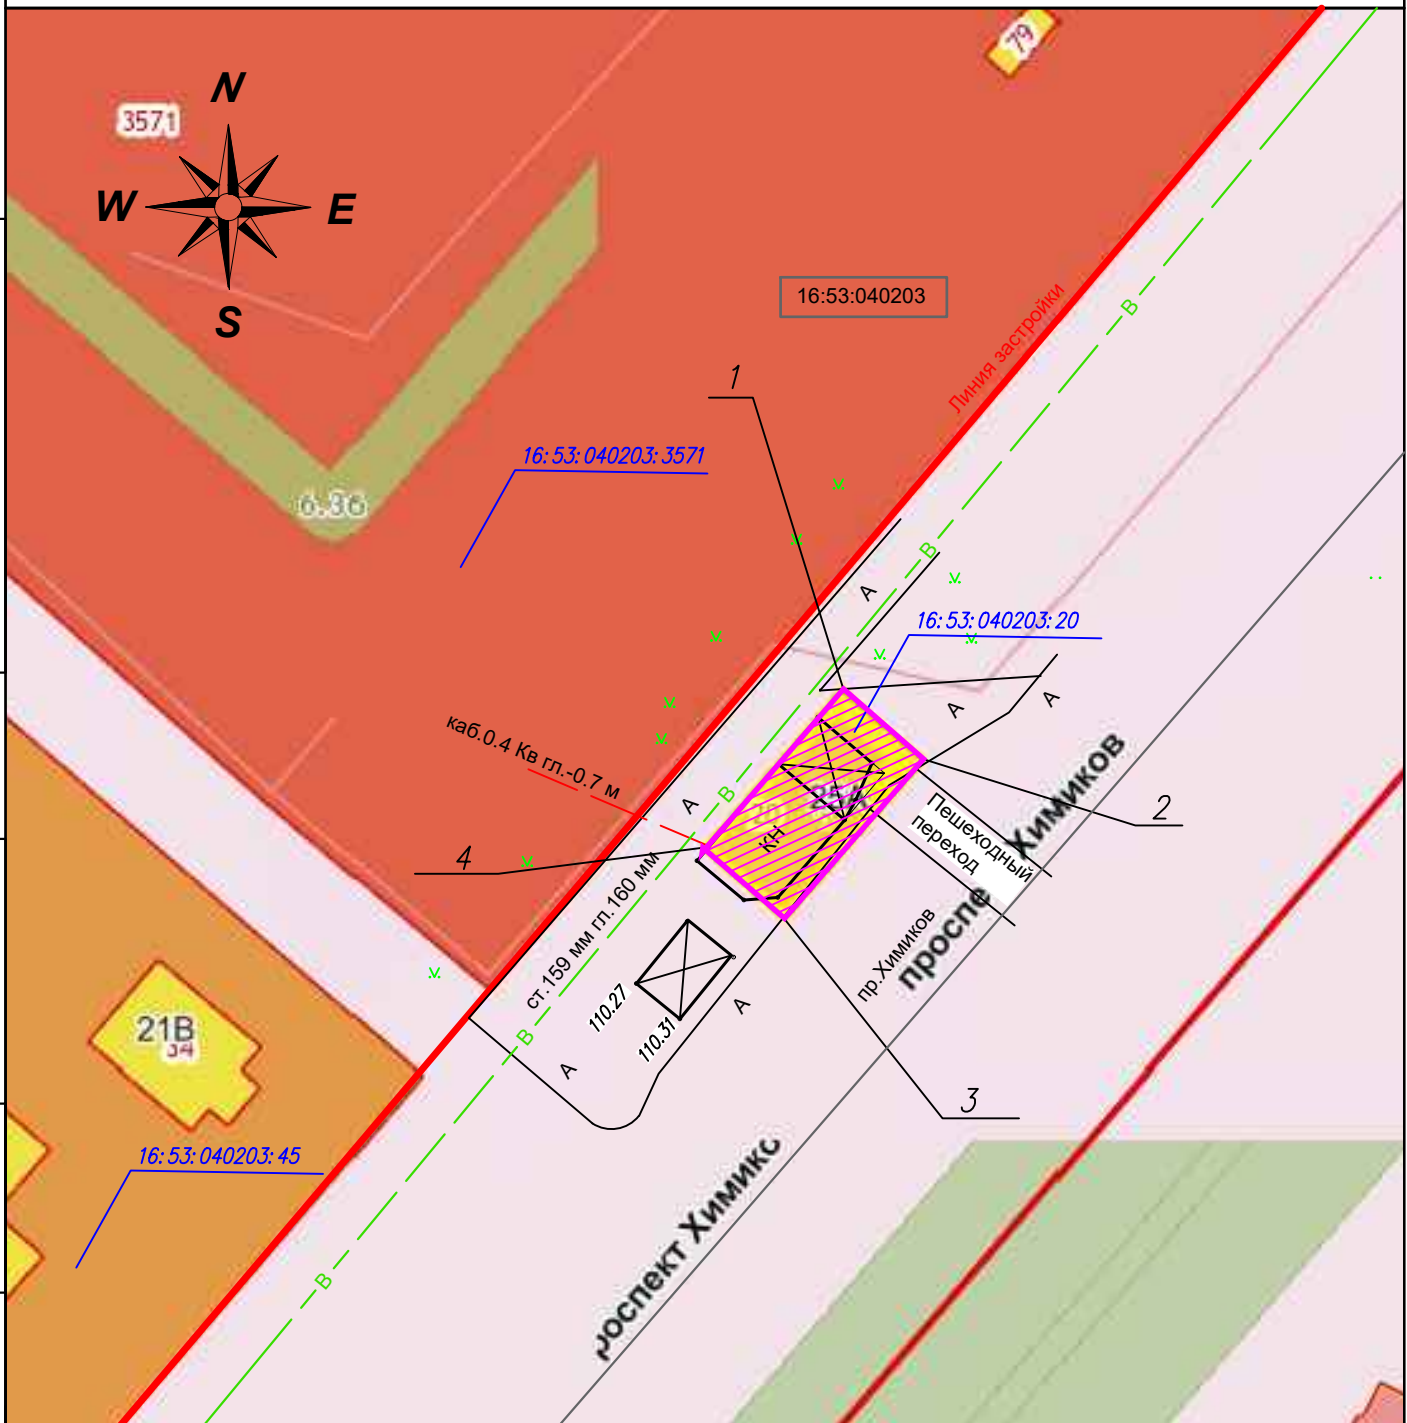 79
N
3571
W
E
S
16:53:040203
Линия застройки
В
1
16:53:040203:3571
6.36
В
А
16:53:040203:20
А
А
каб.0.4 Кв гл.-0.7 м
А
В
25А
КН
Пешеходный
переход
Химиков
2
4
ст.159 мм гл.160 мм
проспе
пр.Химиков
110.27
110.31
А
21В
34
В
А
3
16:53:040203:45
роспект Химикс
В